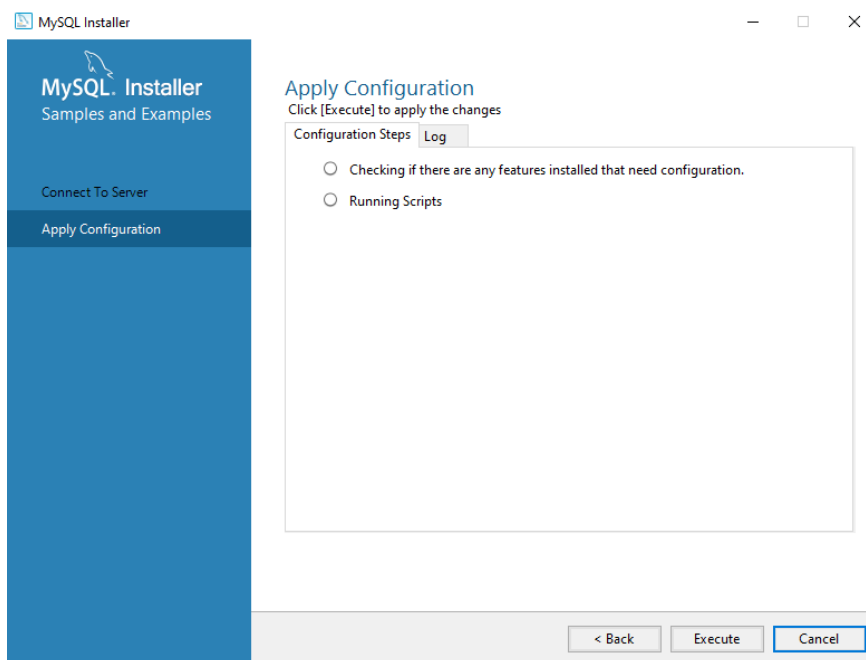 MySQL Installer
MySQL. Installer
Samples and Examples
Connect To Server
Apply Configuration
Apply Configuration
Click [Execute] to apply the changes
Configuration Steps Log
Checking if there are any features installed that need configuration.
Running Scripts
< Back Execute Cancel